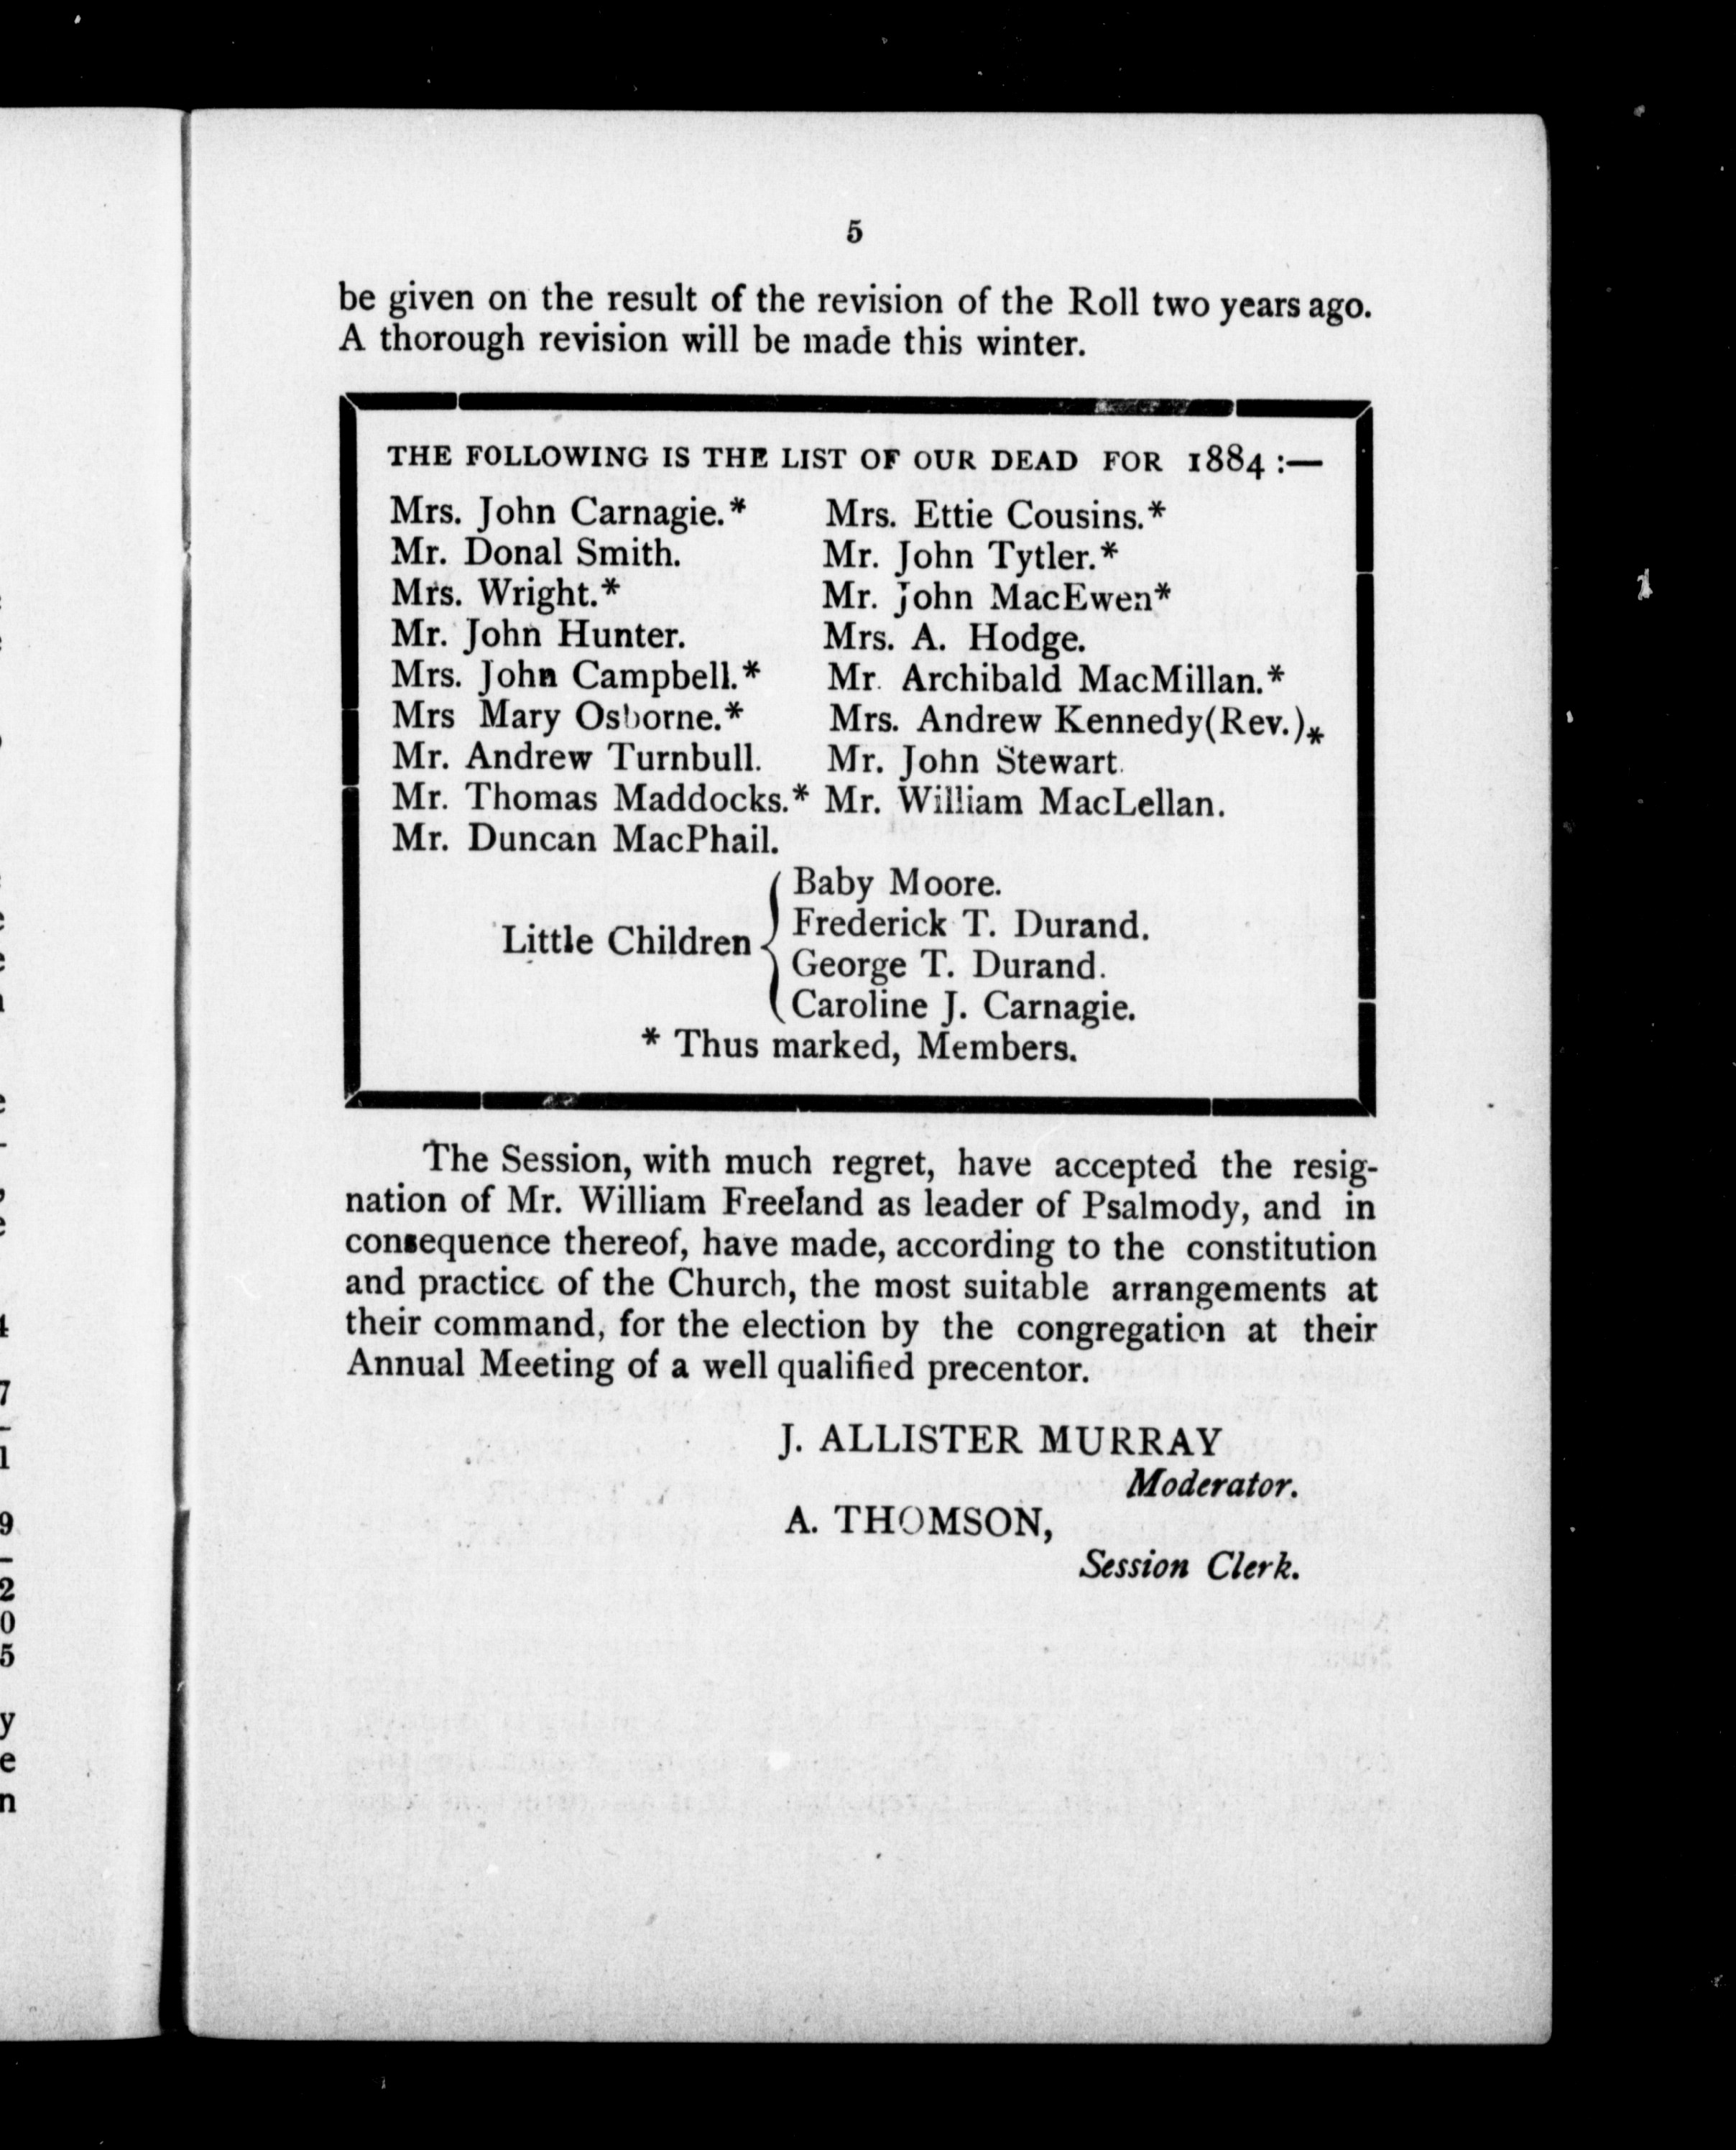 5
be given on the result of the revision of the Roll two years ago.
A thorough revision will be made this winter.
THE FOLLOWING IS THE LIST OF OUR DEAD FOR 1884 :—
Mrs. John Carnagie.* Mrs. Ettie Cousins.*
Mr. Donal Smith. Mr. John Tytler.*
Mrs. Wright.* Mr. John MacEwen*
Mr. John Hunter. Mrs. A. Hodge.
Mrs. John Campbell.* Mr. Archibald MacMillan.*
Mrs Mary Osborne.* Mrs. Andrew Kennedy(Rev.)*
Mr. Andrew Turnbull. Mr. John Stewart.
Mr. Thomas Maddocks.* Mr. William MacLellan.
Mr. Duncan MacPhail.
Little Children
Baby Moore.
Frederick T. Durand.
George T. Durand.
Caroline J. Carnagie.
* Thus marked, Members.
The Session, with much regret, have accepted the resig-
nation of Mr. William Freeland as leader of Psalmody, and in
consequence thereof, have made, according to the constitution
and practice of the Church, the most suitable arrangements at
their command, for the election by the congregation at their
Annual Meeting of a well qualified precentor.
J. ALLISTER MURRAY
Moderator.
A. THOMSON,
Session Clerk.